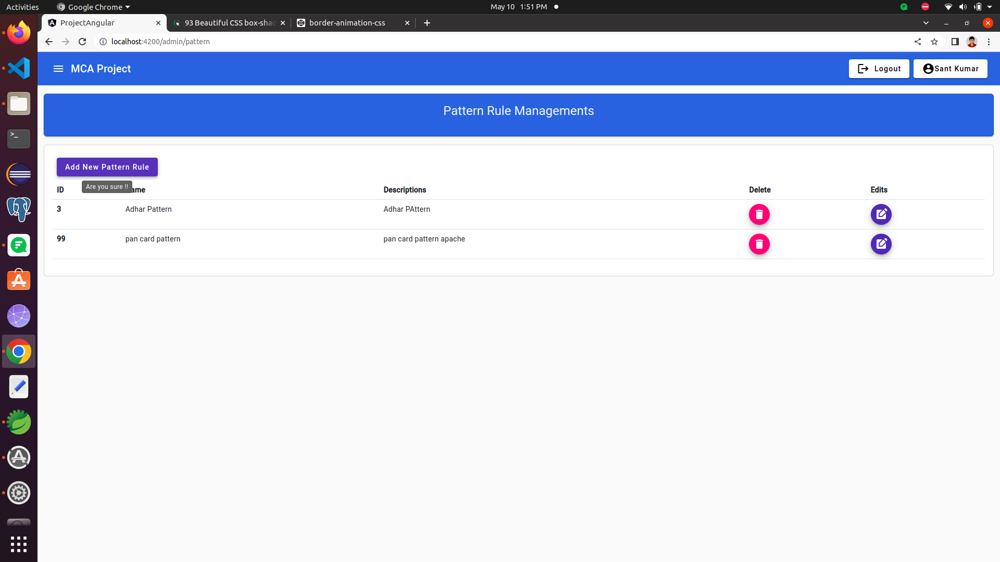 Activities
Google Chrome
May 10 1:51 PM
ProjectAngular
93 Beautiful CSS box-shad
border-animation-css
localhost:4200/admin/pattern
MCA Project
Logout
Sant Kumar
Pattern Rule Managements
Add New Pattern Rule
Are you sure !!
ID ame Descriptions Delete Edits
3 Adhar Pattern Adhar PAttern
99 pan card pattern pan card pattern apache